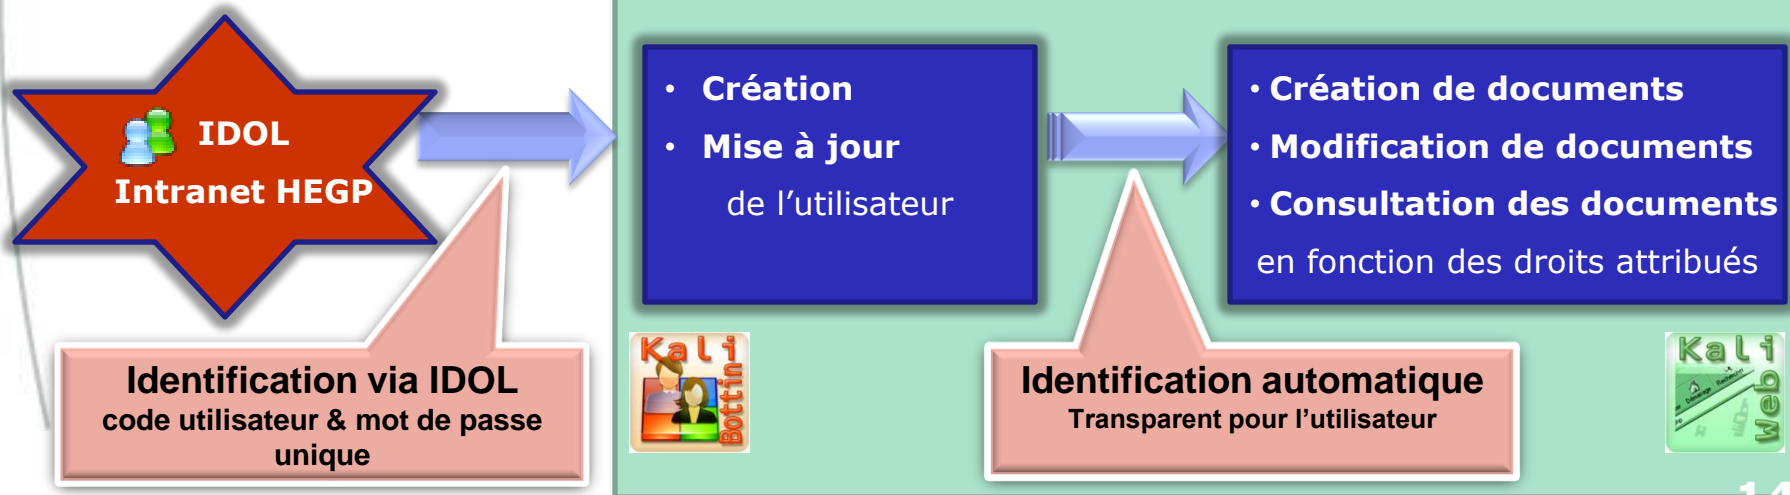 IDOL
Intranet HEGP
• Création
• Mise à jour
de l'utilisateur
• Création de documents
• Modification de documents
• Consultation des documents
en fonction des droits attribués
Identification via IDOL
code utilisateur & mot de passe
unique
Kali
Bottin
Identification automatique
Transparent pour l'utilisateur
Kali
Web
14